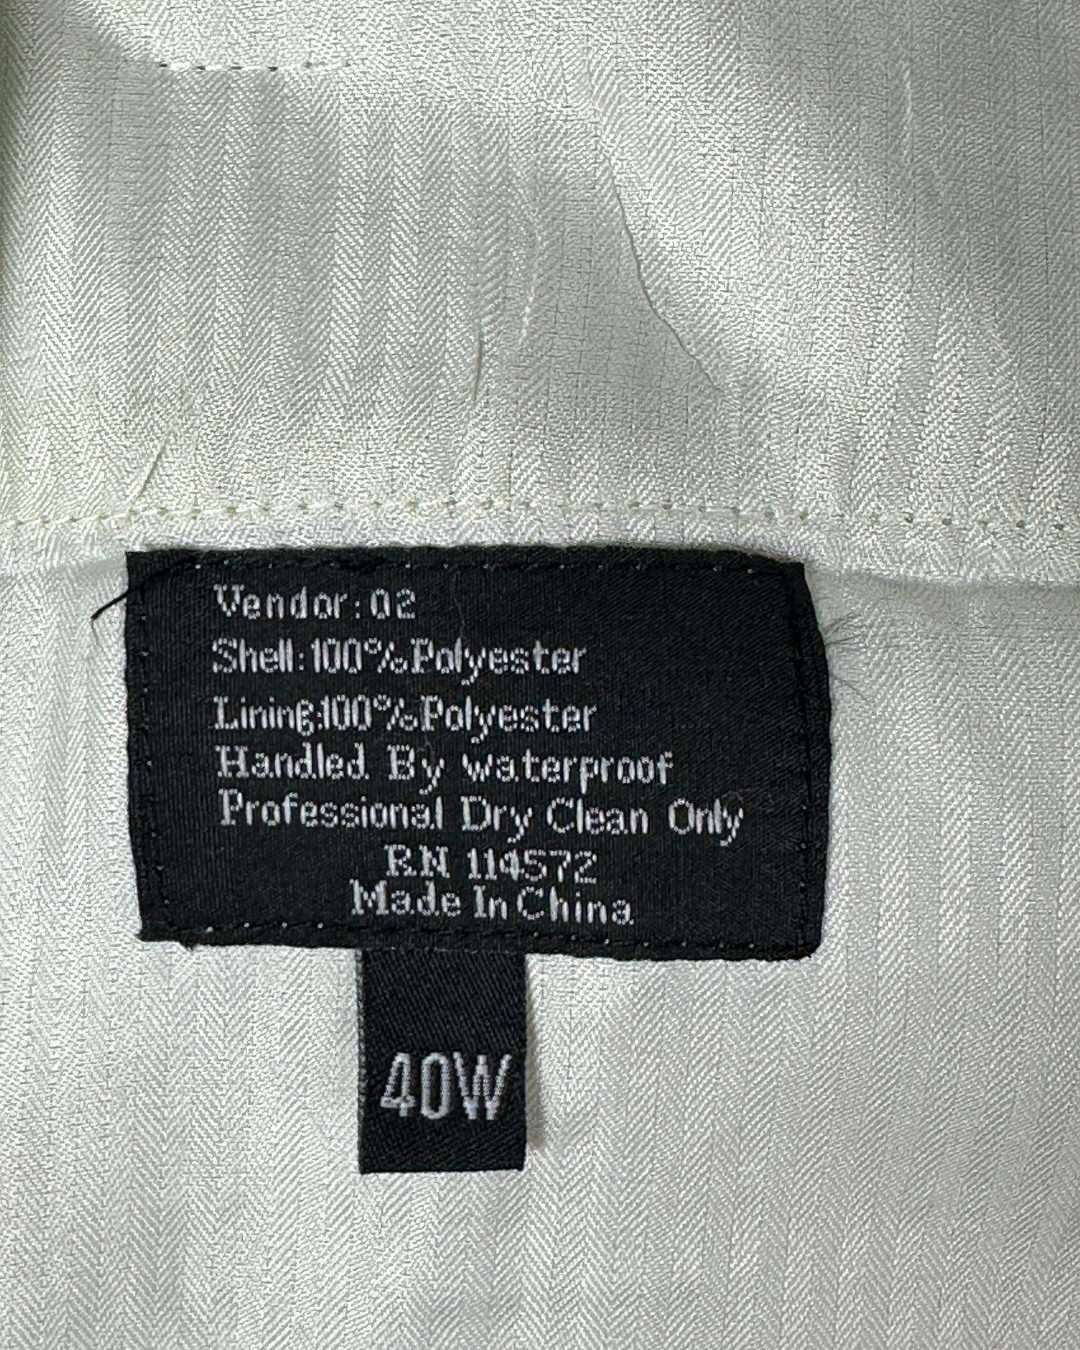 Vendor:02
Shell:100%Polyester
Lining:100%Polyester
Handled By waterproof
Professional Dry Clean Only
RN 114572
Made In China
40W